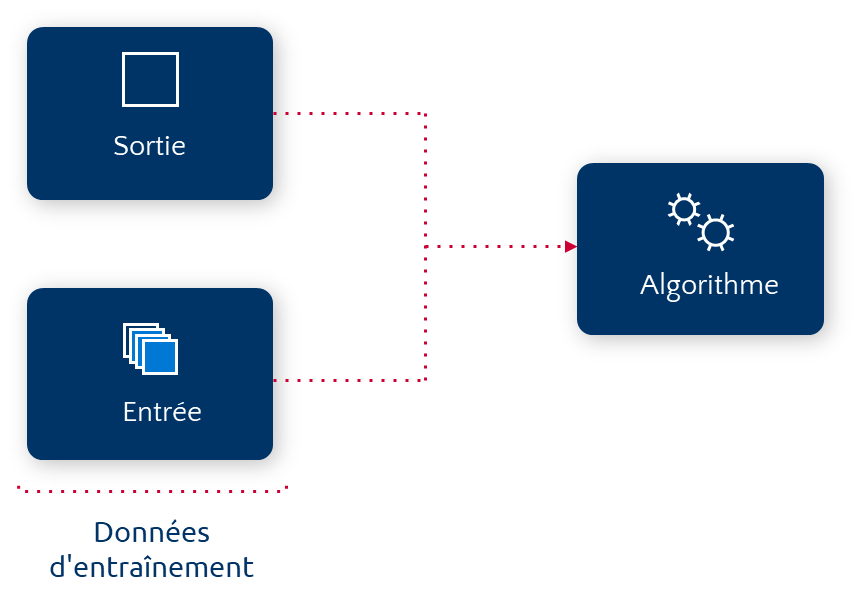 Sortie
Algorithme
Entrée
Données
d'entraînement